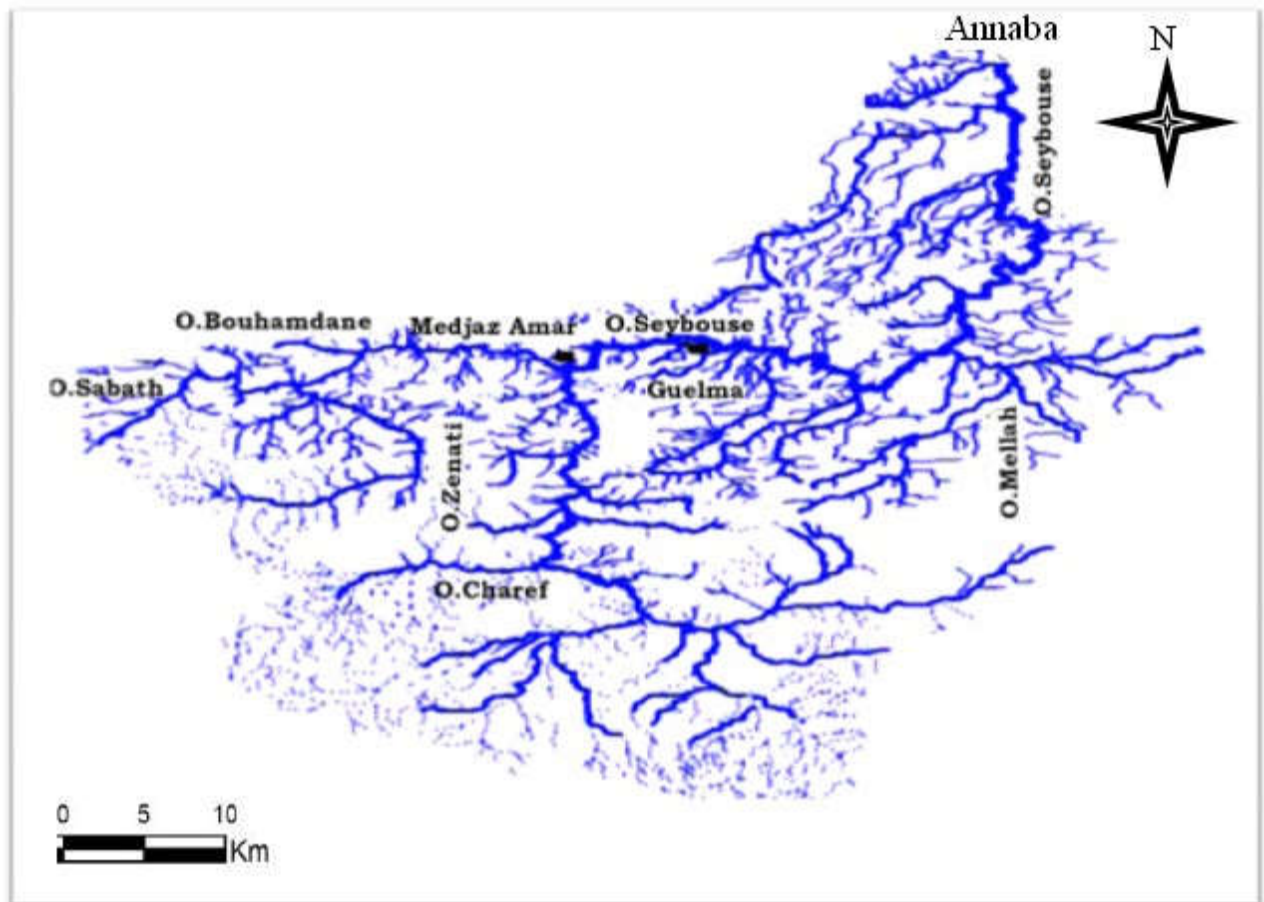 Annaba
N
O.Seybouse
O.Bouhamdane
Medjaz Amar
O.Seybouse
O.Sabath
Guelma
O.Zenati
O.Mellah
O.Charef
0 5 10
Km